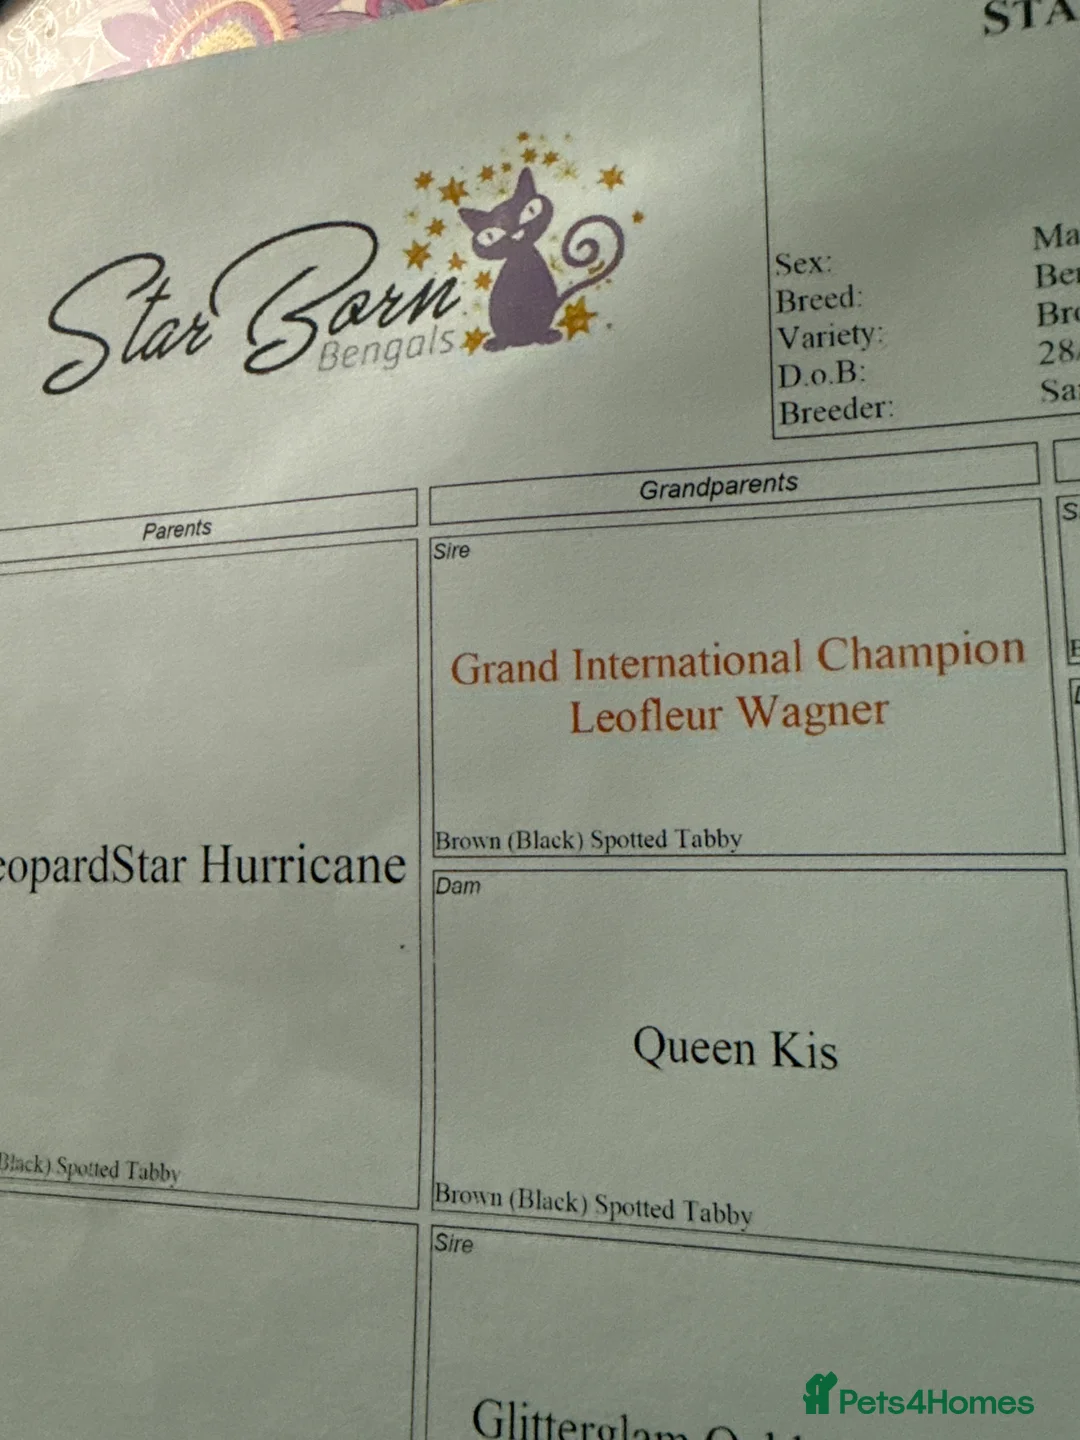 STA
Star Born
Bengals
Sex:
Breed:
Variety:
D.o.B:
Breeder:
Parents
Grandparents
Sire
Grand International Champion
Leofleur Wagner
Brown (Black) Spotted Tabby
eopardStar Hurricane
Black) Spotted Tabby
Dam
Queen Kis
Brown (Black) Spotted Tabby
Sire
Pets4Homes